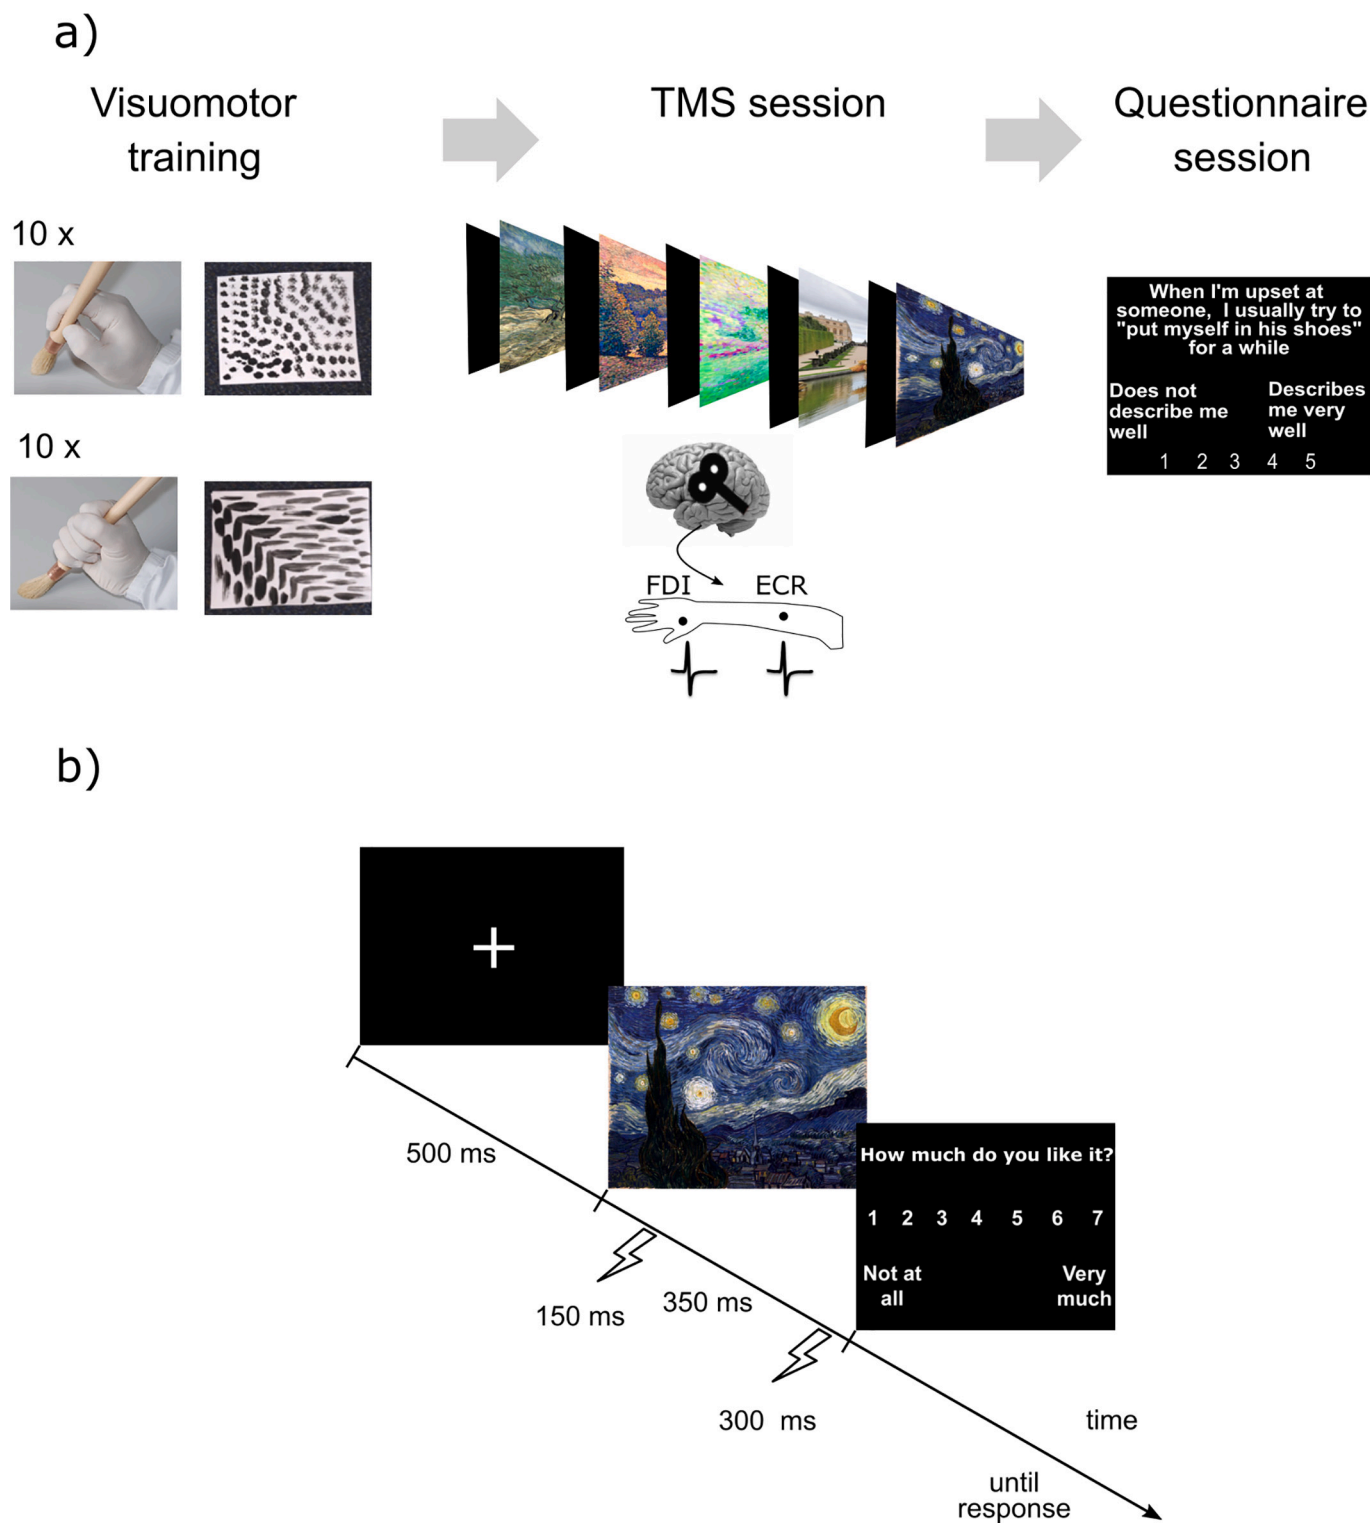 a)
Visuomotor
training
TMS session
Questionnaire
session
10 x
10 x
When I'm upset at
someone, I usually try to
"put myself in his shoes"
for a while
Does not
describe me
well
Describes
me very
well
1 2 3 4 5
FDI
ECR
b)
500 ms
150 ms
350 ms
300 ms
How much do you like it?
1 2 3 4 5 6 7
Not at
all
Very
much
time
until
response